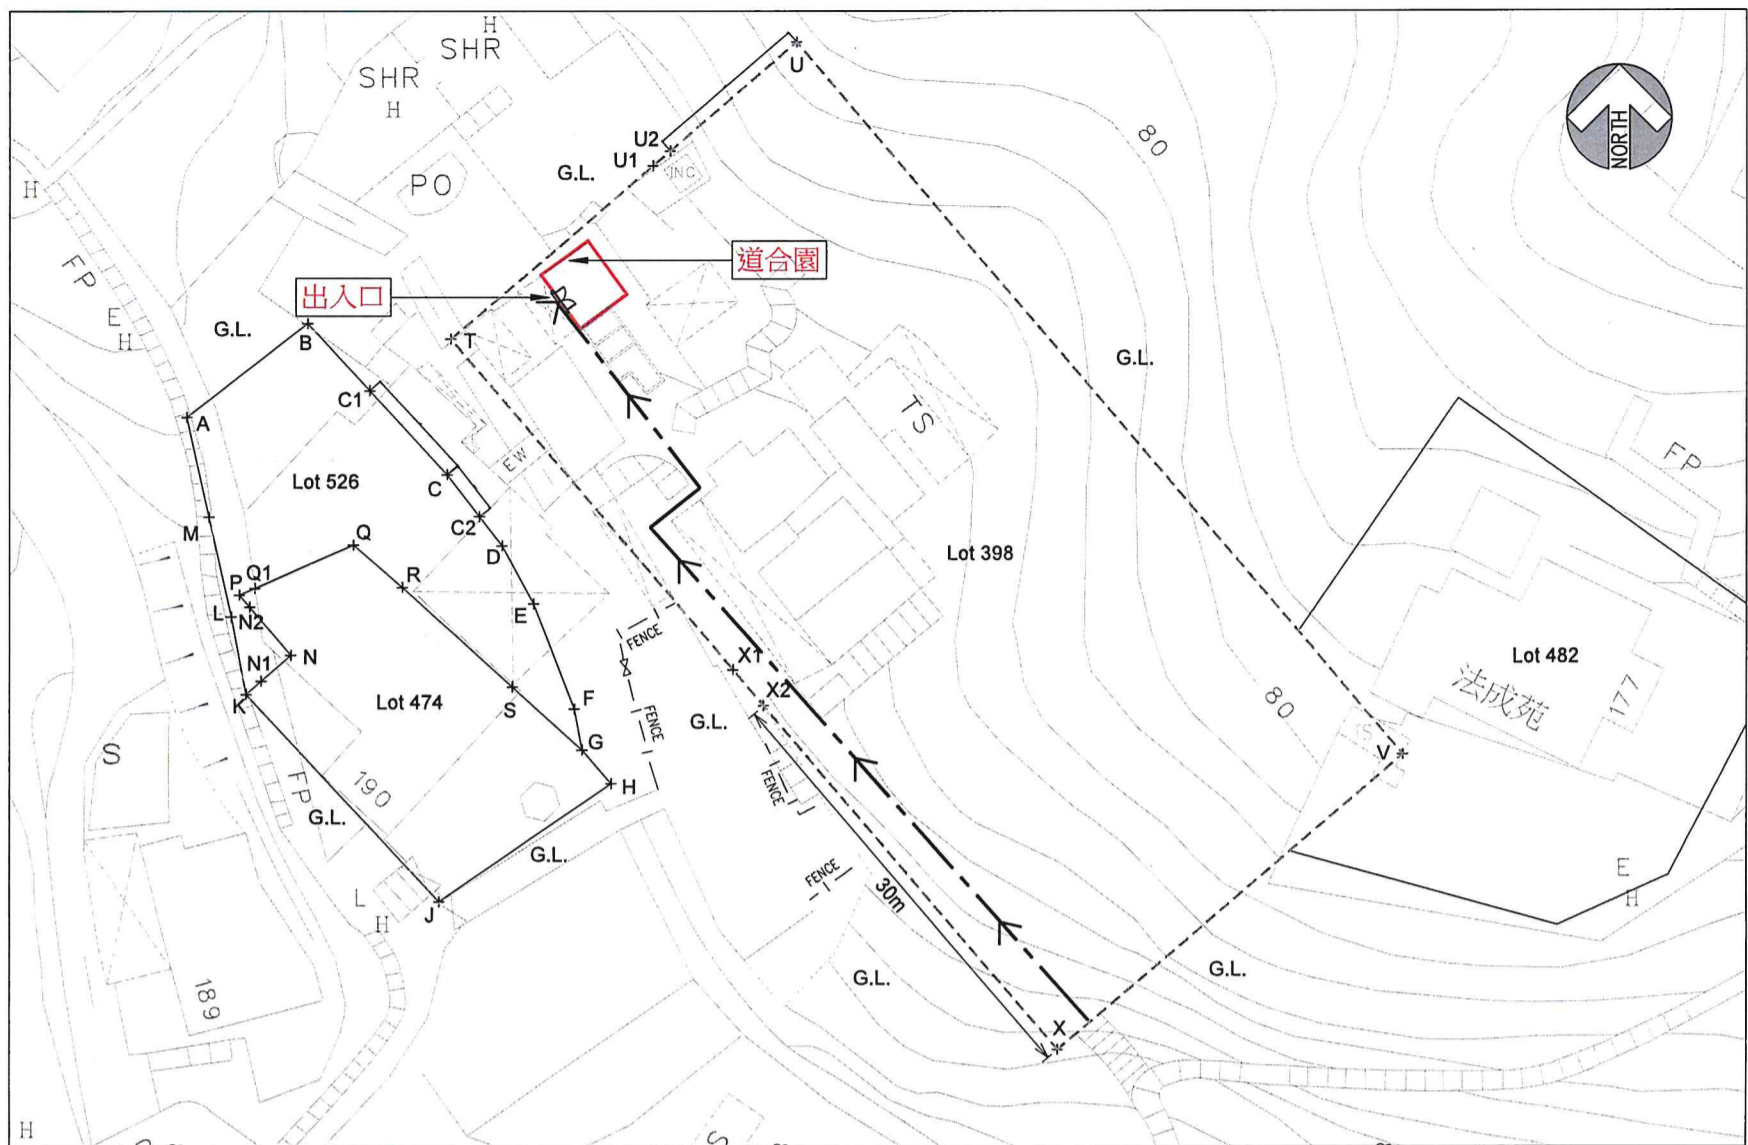 H
SHR
SHR
H
U
80
NORTH
U2
U1
INC
G.L.
H
PO
道合園
FP
出入口
E
H
G.L.
B
T
G.L.
C1
A
TS
EW
FP
Lot 526
C
C2
M
Q
D
Lot 398
Q1
P
R
E
L
N2
FENCE
N
X1
Lot 482
N1
X2
法成苑
177
K
Lot 474
S
F
FENCE
G.L.
80
S
G
V
FENCE
H
190
FP
G.L.
G.L.
FENCE
E
H
30m
L
H
J
G.L.
G.L.
189
X
H
S